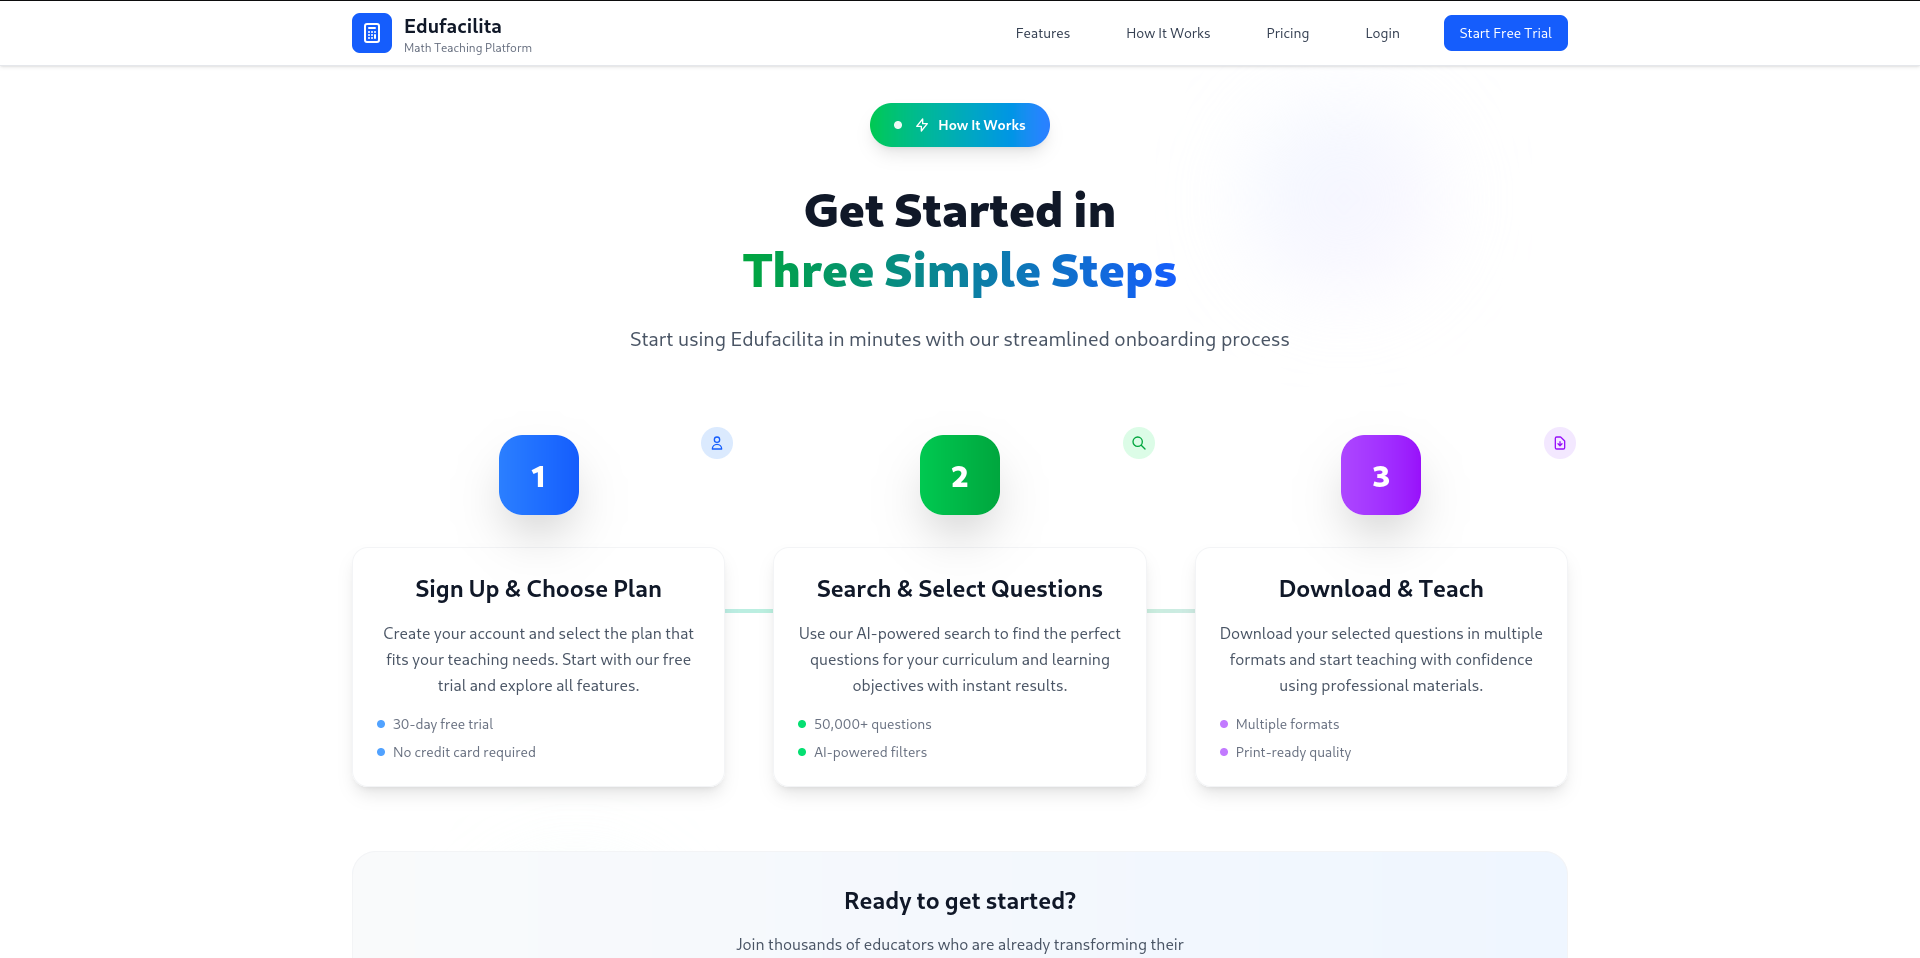 Edufacilita
Math Teaching Platform
Features
How It Works
Pricing
Login
Start Free Trial
How It Works
Get Started in
Three Simple Steps
Start using Edufacilita in minutes with our streamlined onboarding process
1
2
3
Sign Up & Choose Plan
Create your account and select the plan that
fits your teaching needs. Start with our free
trial and explore all features.
30-day free trial
No credit card required
Search & Select Questions
Use our AI-powered search to find the perfect
questions for your curriculum and learning
objectives with instant results.
50,000+ questions
AI-powered filters
Download & Teach
Download your selected questions in multiple
formats and start teaching with confidence
using professional materials.
Multiple formats
Print-ready quality
Ready to get started?
Join thousands of educators who are already transforming their